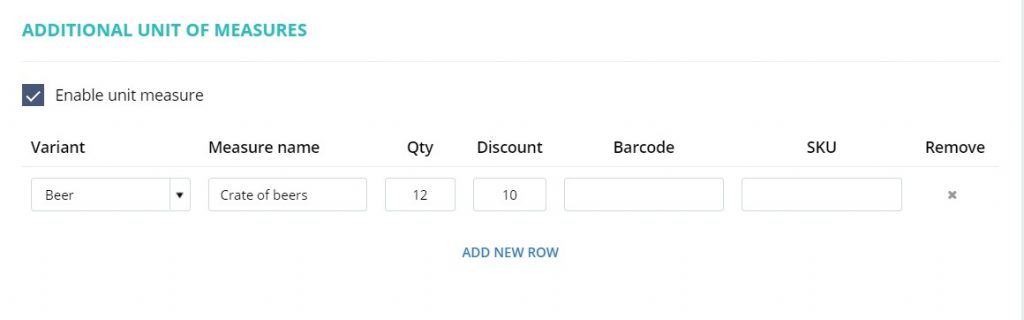 ADDITIONAL UNIT OF MEASURES
Enable unit measure
Variant Measure name Qty Discount Barcode SKU Remove
Beer Crate of beers 12 10
ADD NEW ROW